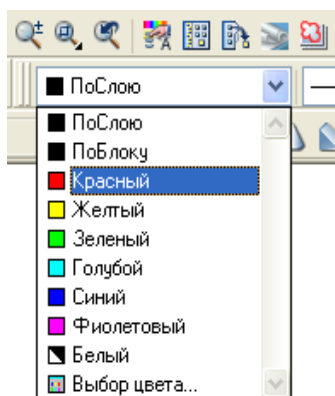 ПоСлою
ПоСлою
ПоБлоку
Красный
Желтый
Зеленый
Голубой
Синий
Фиолетовый
Белый
Выбор цвета...